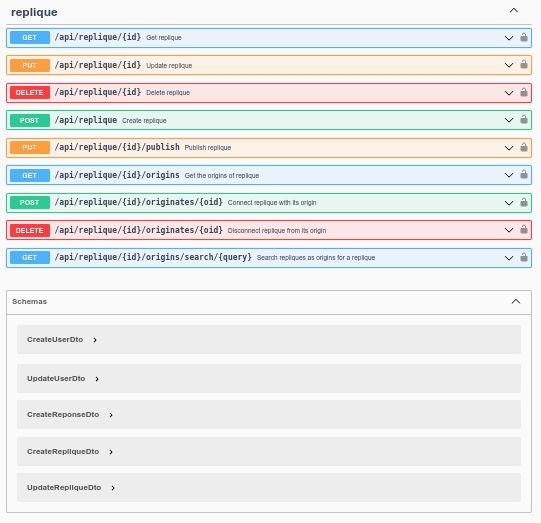 replique
GET /api/replique/{id} Get replique
PUT /api/replique/{id} Update replique
DELETE /api/replique/{id} Delete replique
POST /api/replique Create replique
PUT /api/replique/{id}/publish Publish replique
GET /api/replique/{id}/origins Get the origins of replique
POST /api/replique/{id}/originates/{oid} Connect replique with its origin
DELETE /api/replique/{id}/originates/{oid} Disconnect replique from its origin
GET /api/replique/{id}/origins/search/{query} Search repliques as origins for a replique
Schemas
CreateUserDto
UpdateUserDto
CreateReponseDto
CreateRepliqueDto
UpdateRepliqueDto